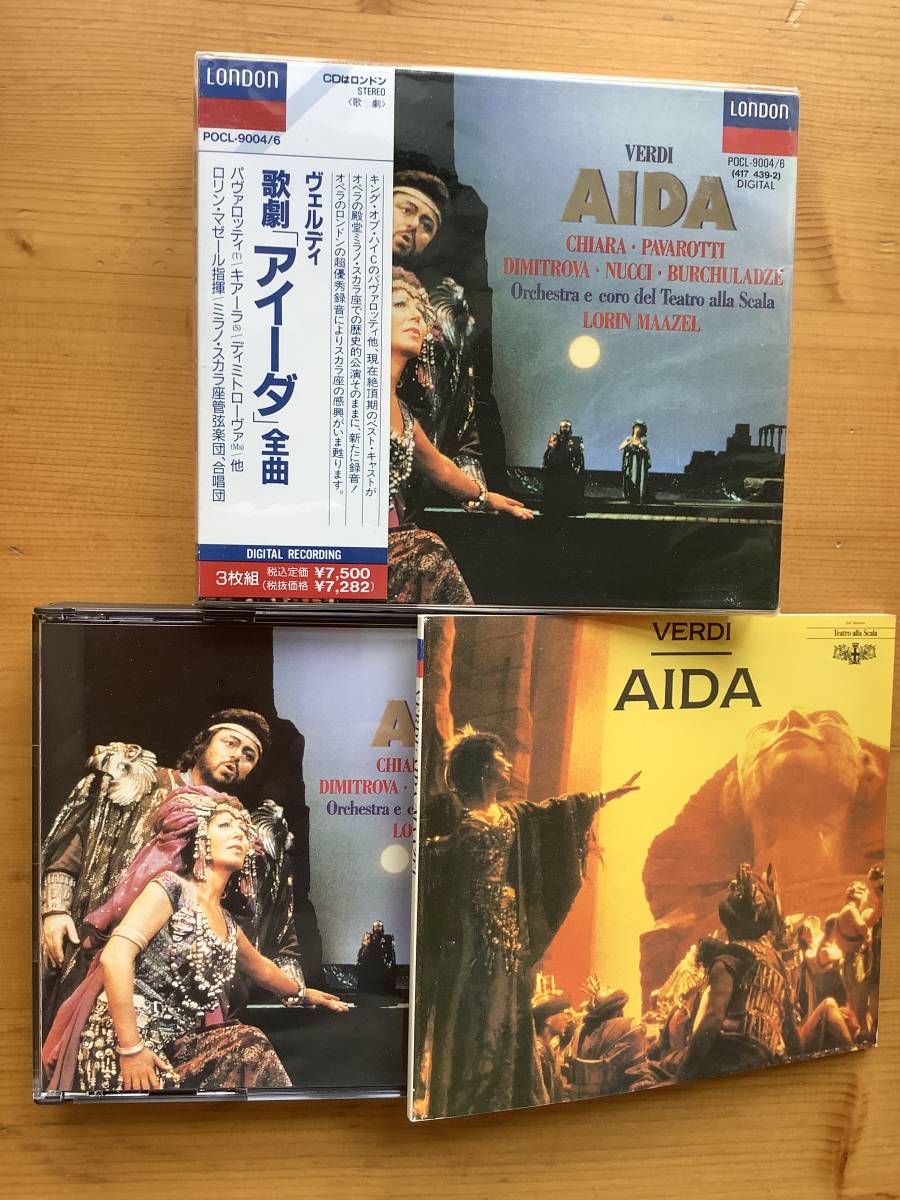 LONDON
POCL-9004/6
CDはロンドン
STEREO
〈歌 劇〉
キング・オブ・ハイCのパヴァロッティ他、現在絶頂期のベスト・キャストが
オペラの殿堂ミラノ・スカラ座での歴史的公演そのままに、新たに録音!
オペラのロンドンの超優秀録音によりスカラ座の感興がいま甦ります。
ヴェルディ
歌劇「アイーダ」全曲
パヴァロッティ(T)/キアーラ(S)/ディミトローヴァ(Ms)/他
ロリン・マゼール指揮/ミラノ・スカラ座管弦楽団、合唱団
DIGITAL RECORDING
3枚組 税込定価 ¥7,500
(税抜価格 ¥7,282)
LONDON
POCL-9004/6
(417 439-2)
DIGITAL
VERDI
AIDA
CHIARA · PAVAROTTI
DIMITROVA · NUCCI · BURCHULADZE
Orchestra e coro del Teatro alla Scala
LORIN MAAZEL
A
CHIA
DIMITROVA ·
Orchestra e c
LO
VERDI
AIDA
Teatro alla Scala